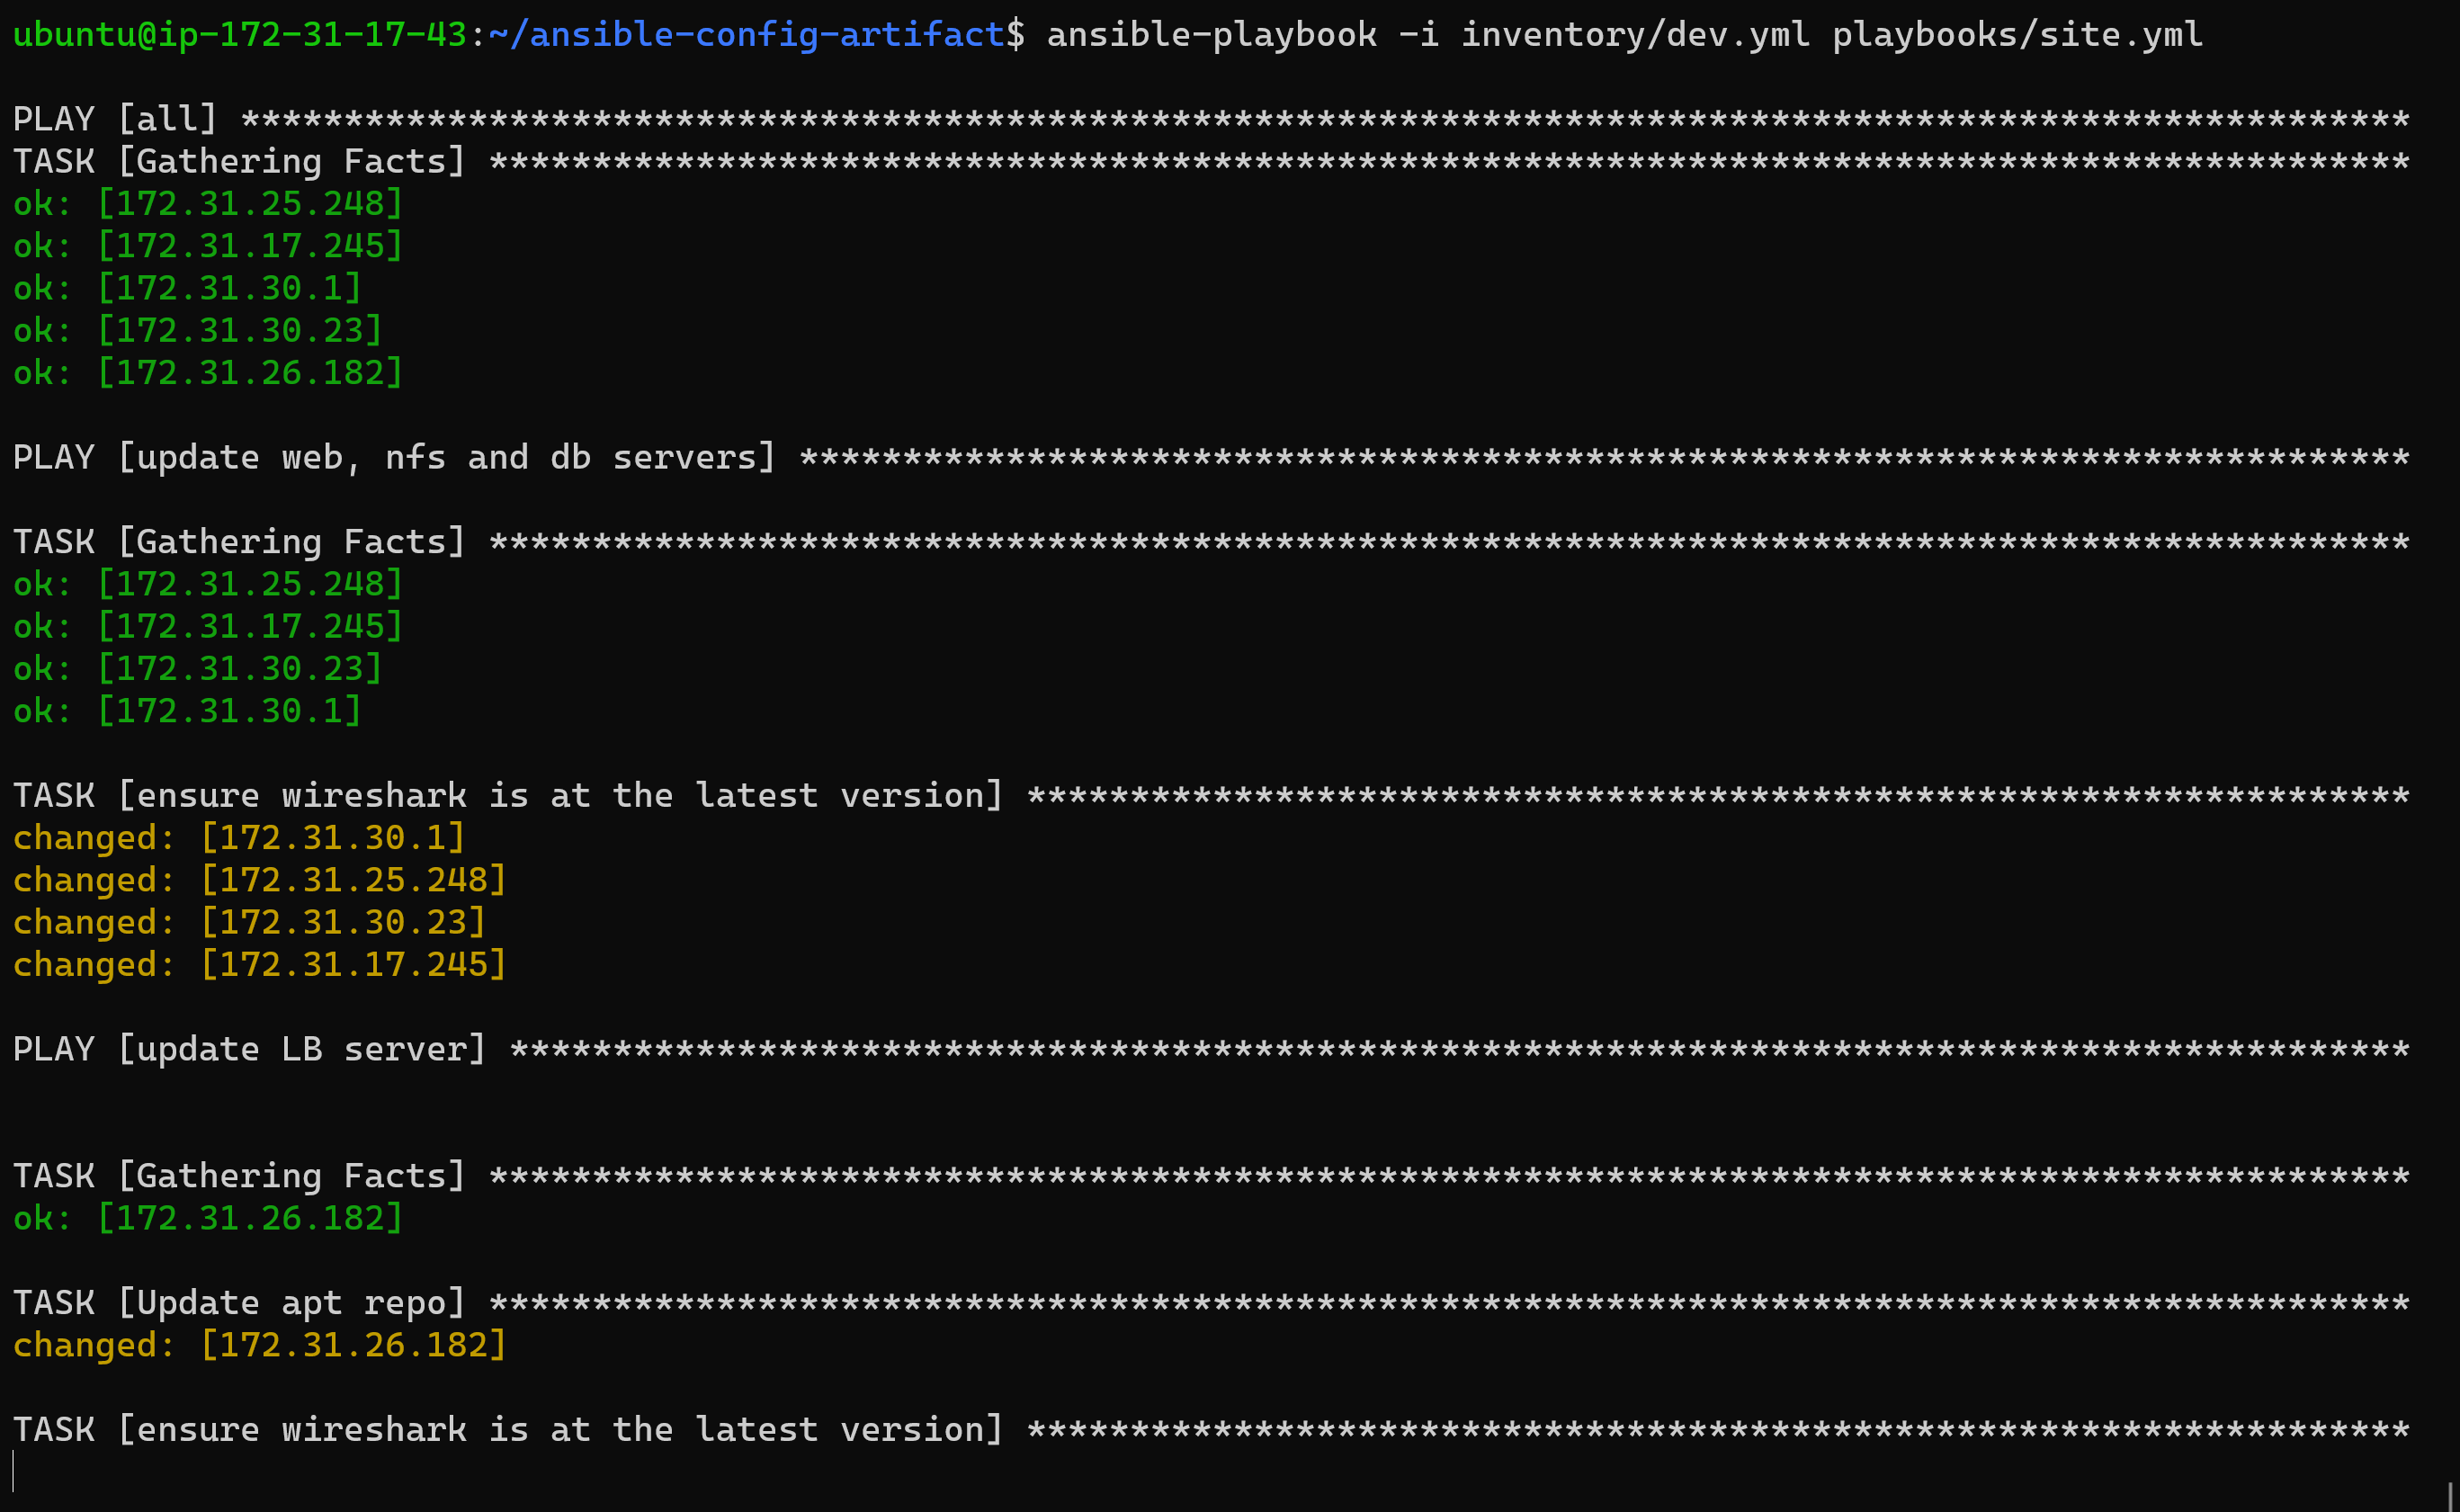 ubuntu@ip-172-31-17-43:~/ansible-config-artifact$ ansible-playbook -i inventory/dev.yml playbooks/site.yml
PLAY [all] *********************************************************************************************************
TASK [Gathering Facts] *********************************************************************************************
ok: [172.31.25.248]
ok: [172.31.17.245]
ok: [172.31.30.1]
ok: [172.31.30.23]
ok: [172.31.26.182]
PLAY [update web, nfs and db servers] ******************************************************************************
TASK [Gathering Facts] *********************************************************************************************
ok: [172.31.25.248]
ok: [172.31.17.245]
ok: [172.31.30.23]
ok: [172.31.30.1]
TASK [ensure wireshark is at the latest version] *******************************************************************
changed: [172.31.30.1]
changed: [172.31.25.248]
changed: [172.31.30.23]
changed: [172.31.17.245]
PLAY [update LB server] ********************************************************************************************
TASK [Gathering Facts] *********************************************************************************************
ok: [172.31.26.182]
TASK [Update apt repo] *********************************************************************************************
changed: [172.31.26.182]
TASK [ensure wireshark is at the latest version] *******************************************************************